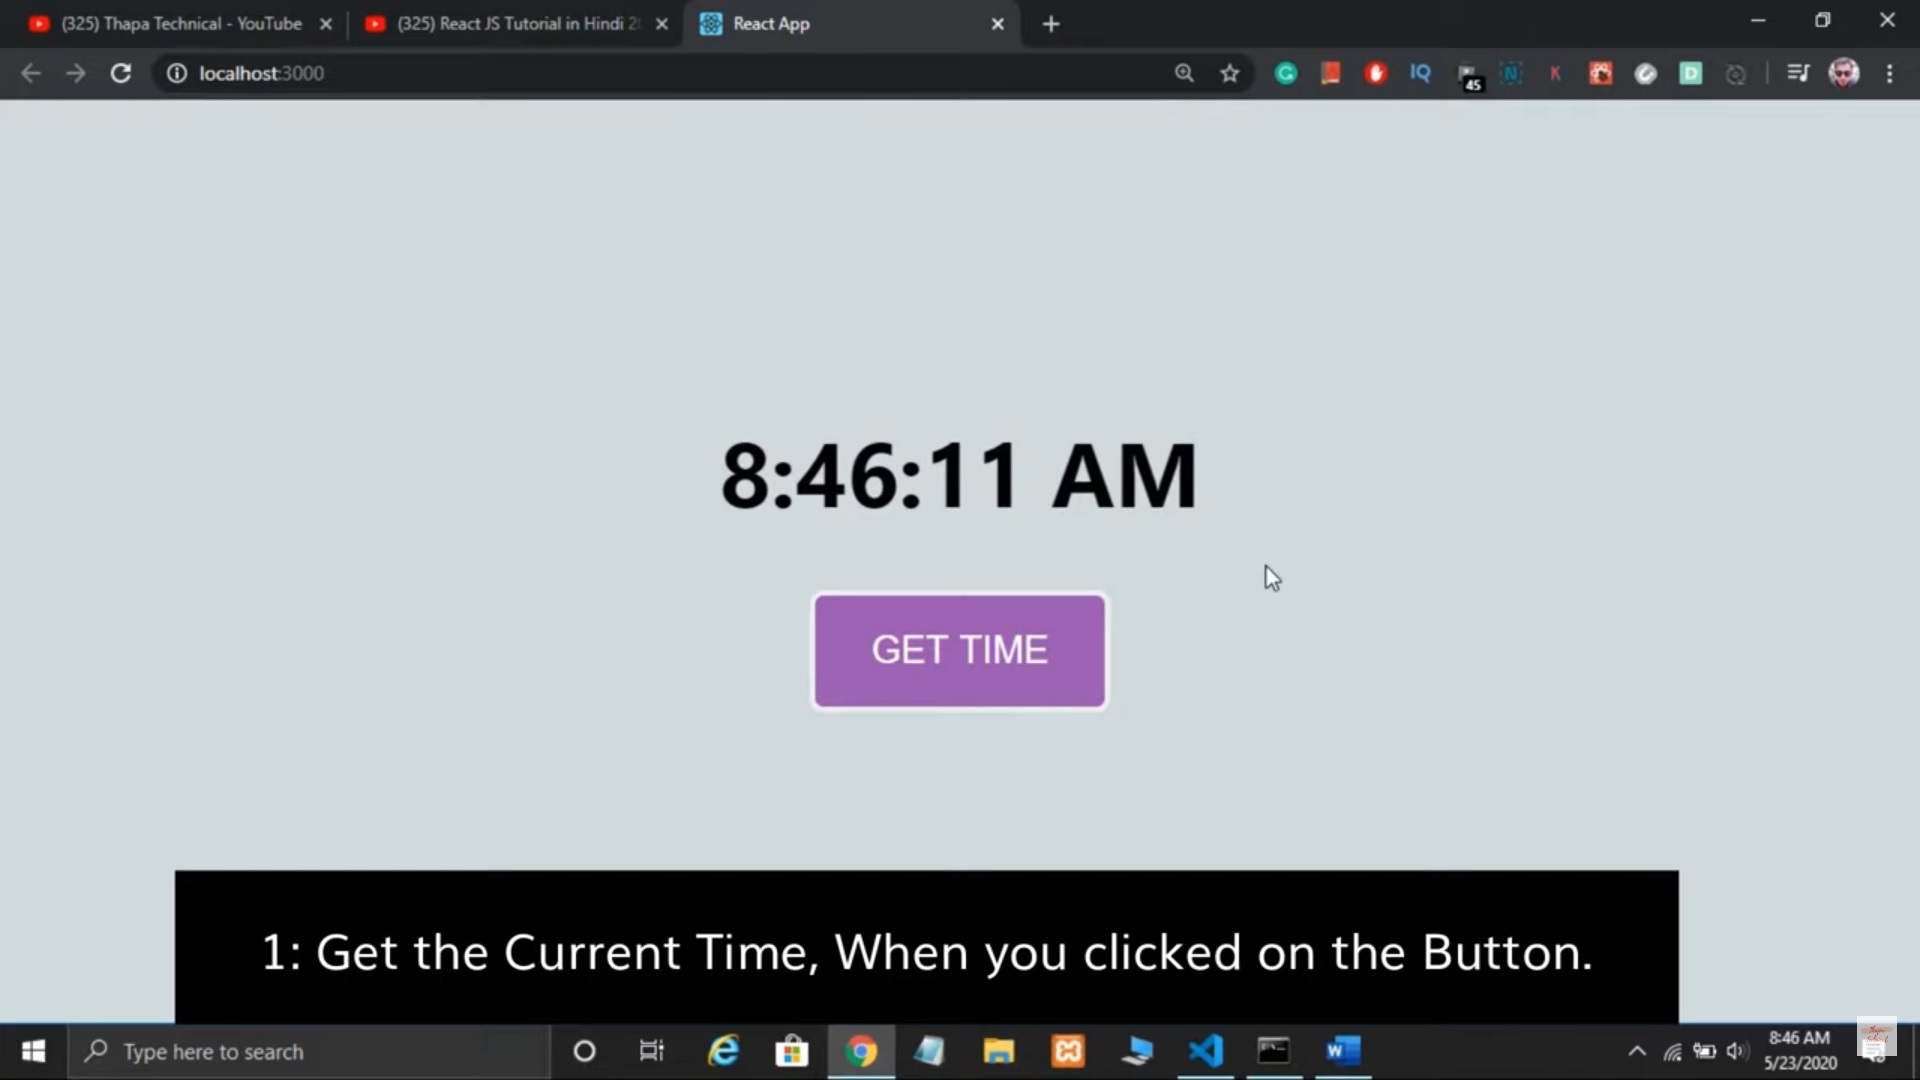 (325) Thapa Technical - YouTube
(325) React JS Tutorial in Hindi 2
React App
localhost:3000
IQ
45
N
K
D
8:46:11 AM
GET TIME
1: Get the Current Time, When you clicked on the Button.
Type here to search
8:46 AM
5/23/2020